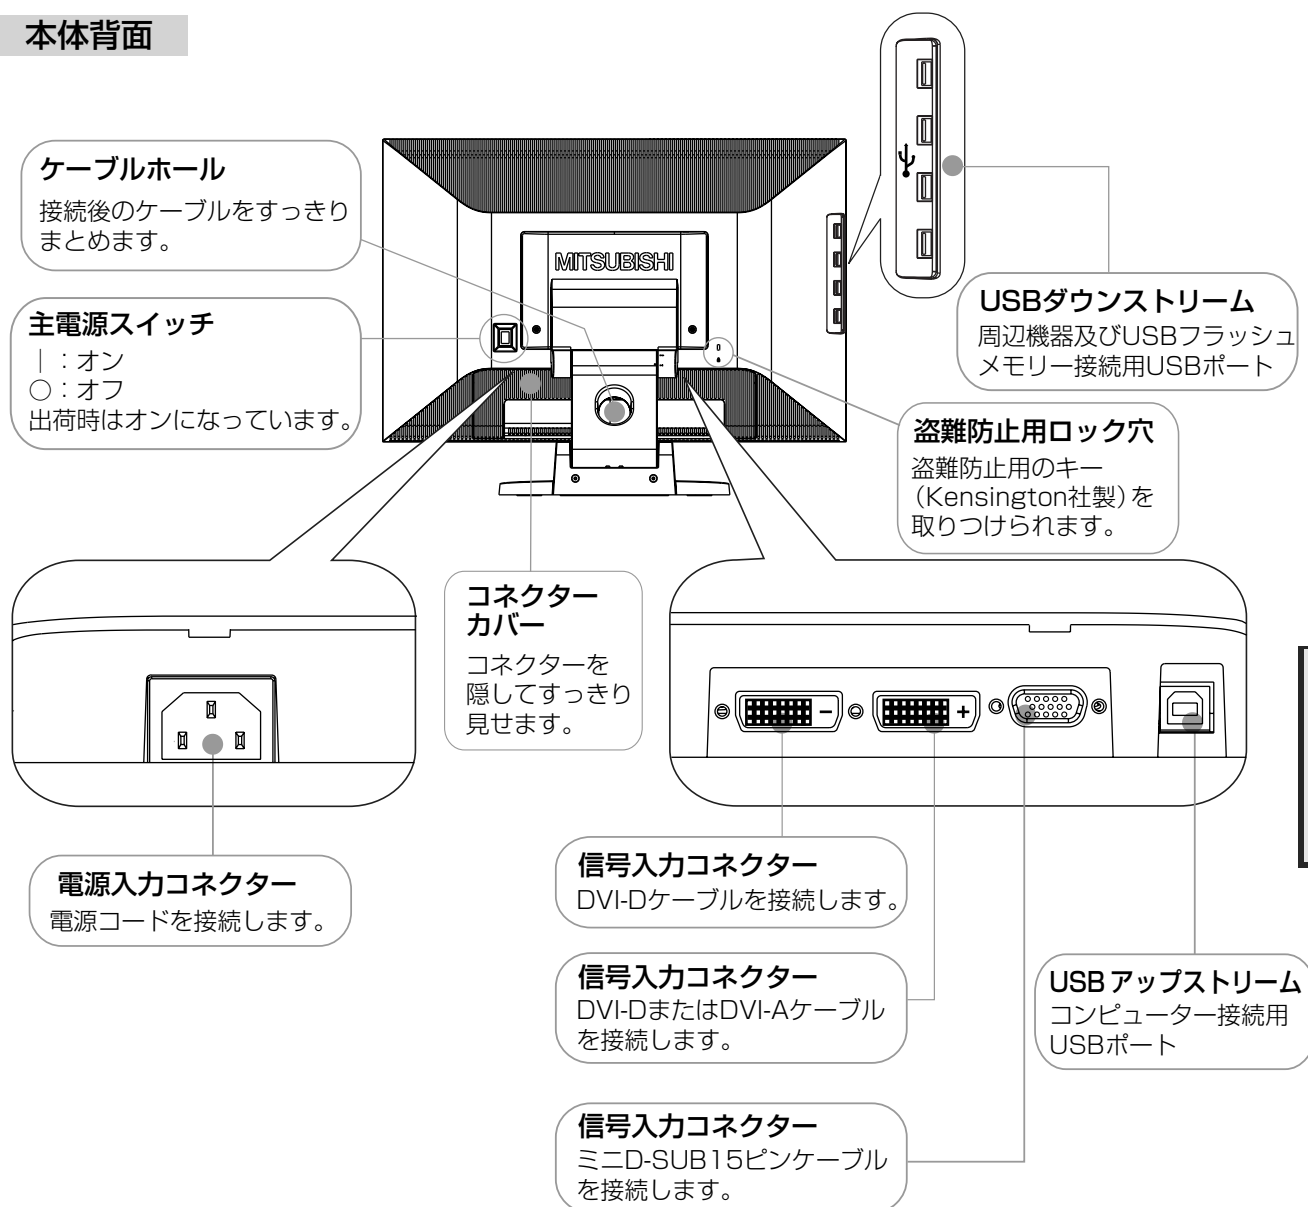 本体背面
ケーブルホール
接続後のケーブルをすっきり
まとめます。
主電源スイッチ
｜：オン
○：オフ
出荷時はオンになっています。
MITSUBISHI
USBダウンストリーム
周辺機器及びUSBフラッシュ
メモリー接続用USBポート
盗難防止用ロック穴
盗難防止用のキー
（Kensington社製）を
取りつけられます。
コネクター
カバー
コネクターを
隠してすっきり
見せます。
電源入力コネクター
電源コードを接続します。
信号入力コネクター
DVI-Dケーブルを接続します。
信号入力コネクター
DVI-DまたはDVI-Aケーブル
を接続します。
信号入力コネクター
ミニD-SUB15ピンケーブル
を接続します。
USBアップストリーム
コンピューター接続用
USBポート